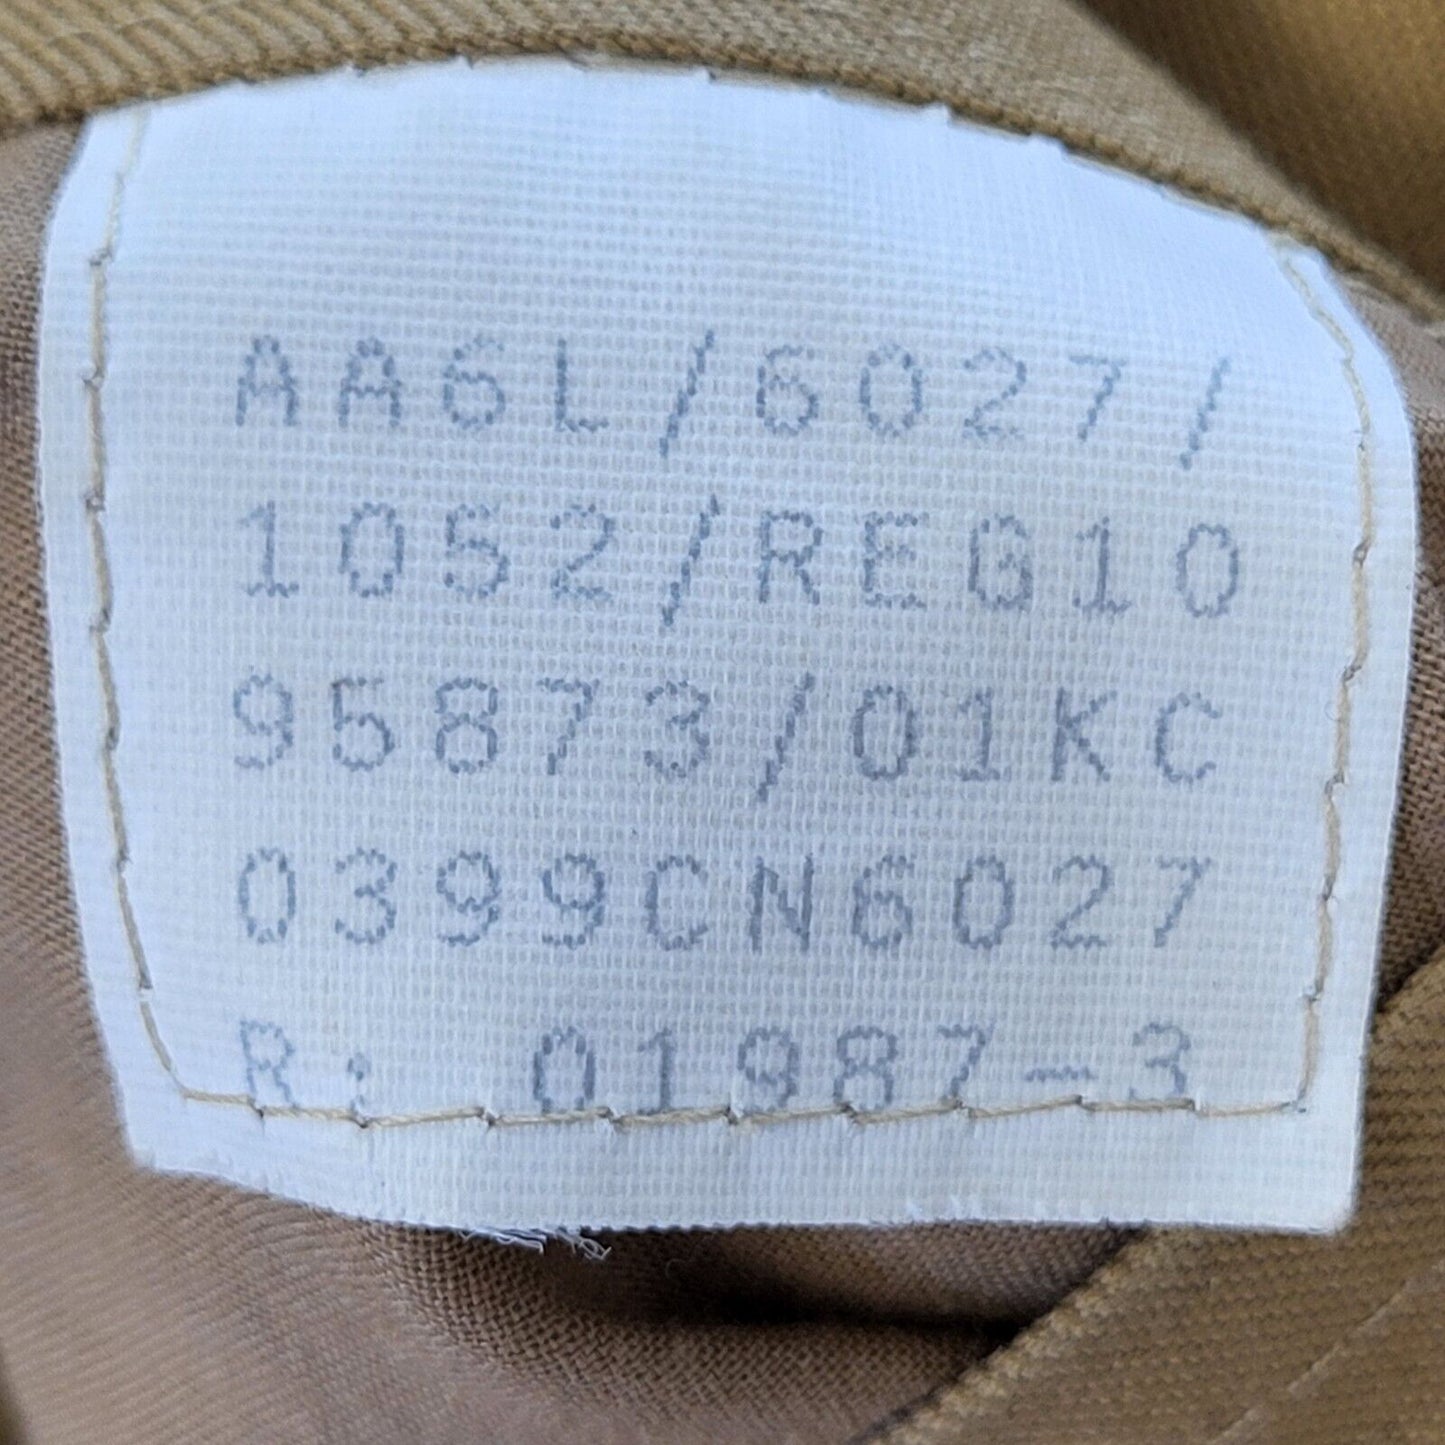 AA6L/6027/
1052/REG10
95873/01KC
0399CN6027
R: 01987-3